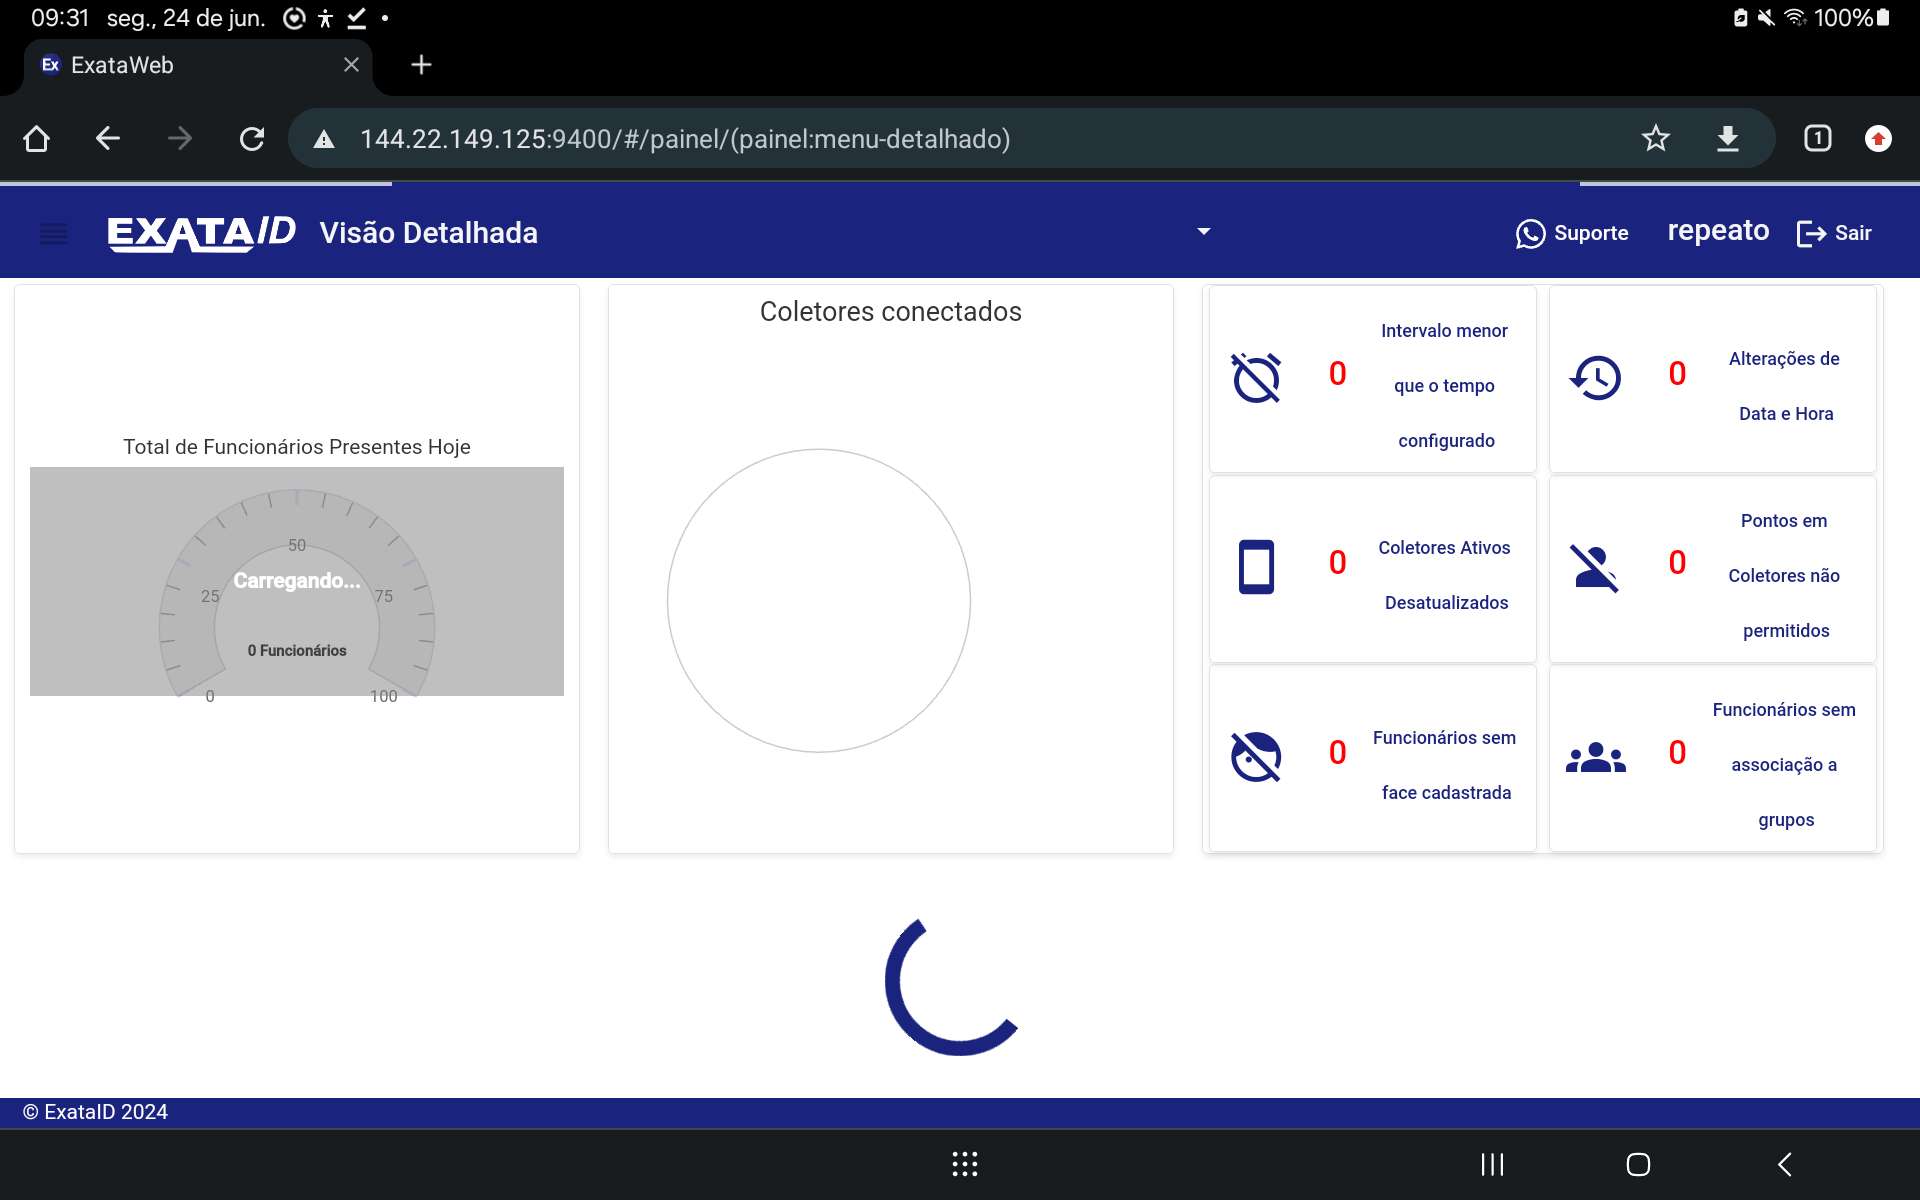 09:31 seg., 24 de jun.
100%
Ex ExataWeb
144.22.149.125:9400/#/painel/(painel:menu-detalhado)
1
EXATAID Visão Detalhada
Suporte
repeato
Sair
Total de Funcionários Presentes Hoje
50
Carregando...
25
75
0 Funcionários
0
100
Coletores conectados
0
Intervalo menor
que o tempo
configurado
0
Alterações de
Data e Hora
0
Coletores Ativos
Desatualizados
0
Pontos em
Coletores não
permitidos
0
Funcionários sem
face cadastrada
0
Funcionários sem
associação a
grupos
© ExataID 2024